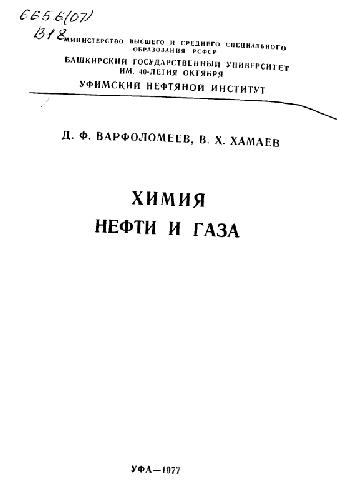 665.6(07)
В18
МИНИСТЕРСТВО ВЫСШЕГО И СРЕДНЕГО СПЕЦИАЛЬНОГО
ОБРАЗОВАНИЯ РСФСР
БАШКИРСКИЙ ГОСУДАРСТВЕННЫЙ УНИВЕРСИТЕТ
ИМ. 40-ЛЕТИЯ ОКТЯБРЯ
УФИМСКИЙ НЕФТЯНОЙ ИНСТИТУТ
Д. Ф. ВАРФОЛОМЕЕВ, В. Х. ХАМАЕВ
ХИМИЯ
НЕФТИ И ГАЗА
УФА—1977